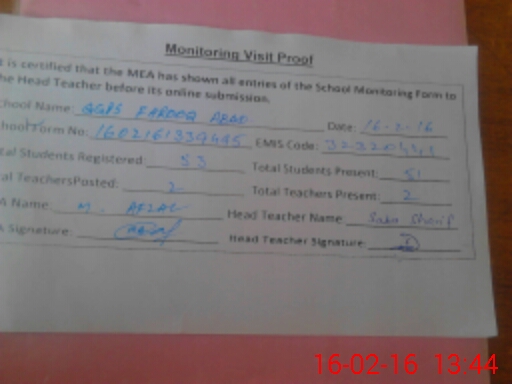 Monitoring Visit Proof
is certified that the MEA has shown all entries of the School Monitoring Form to
he Head Teacher before its online submission.
chool Name: GGPS FAROOQ ABAD Date: 16-2-16
chool Form No: EMIS Code:
tal Students Registered: 53 Total Students Present: 51
al TeachersPosted: 2 Total Teachers Present: 2
A Name: M. AFZAL Head Teacher Name: Saba Sharif
A Signature: Head Teacher Signature:
16-02-16 13:44